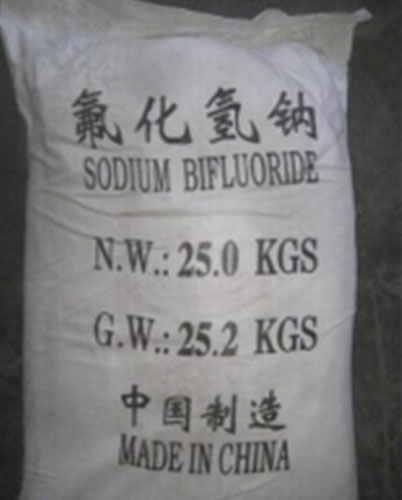 氟化氢钠
SODIUM BIFLUORIDE
N.W.: 25.0 KGS
G.W.: 25.2 KGS
中国制造
MADE IN CHINA